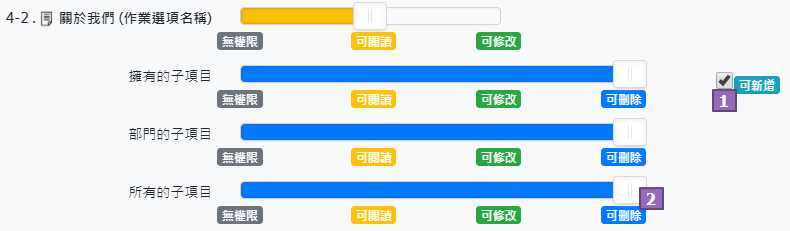 4-2 . 關於我們 (作業選項名稱)
無權限 可閱讀 可修改
擁有的子項目
可新增
1
無權限 可閱讀 可修改 可刪除
部門的子項目
無權限 可閱讀 可修改 可刪除
所有的子項目
2
無權限 可閱讀 可修改 可刪除